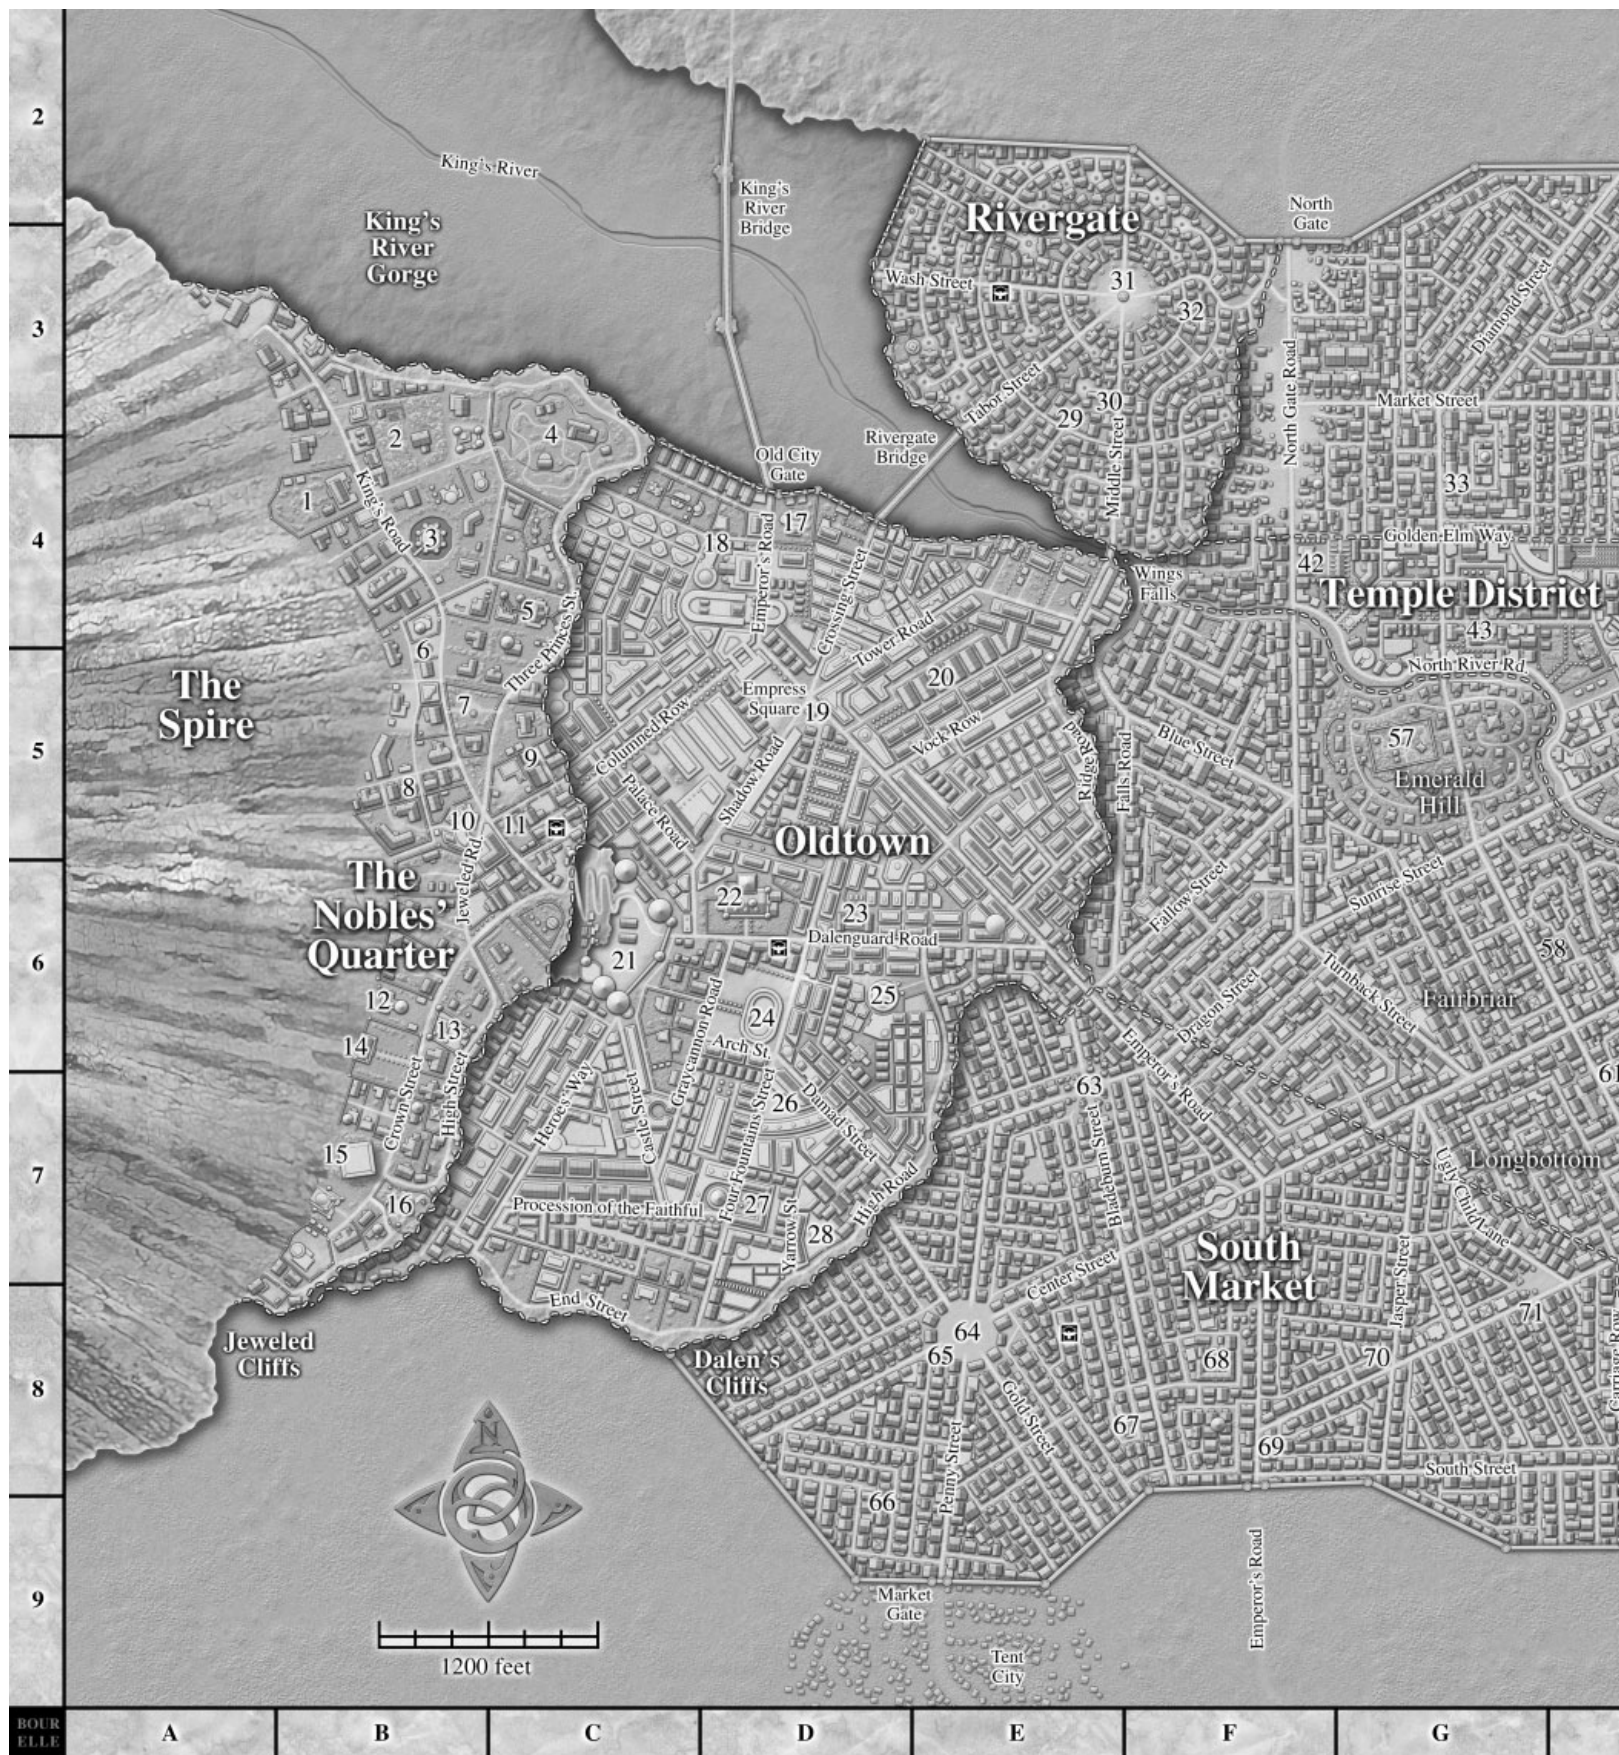 2
3
4
5
6
7
8
9
A
B
C
D
E
F
G
BOUR
ELLE
King's River
King's
River
Bridge
King's
River
Gorge
Rivergate
North
Gate
Wash Street
31
32
Diamond Street
Tabor Street
30
29
Middle Street
North Gate Road
Market Street
Rivergate
Bridge
Old City
Gate
33
Golden Elm Way
42
Temple District
Wings
Falls
43
North River Rd.
57
Emerald
Hill
1
2
3
4
King's Road
5
6
7
Three Princes St.
8
9
10
11
Jeweled Rd.
The
Spire
The
Nobles'
Quarter
12
13
14
15
16
Crown Street
High Street
17
18
Emperor's Road
Crossing Street
Tower Road
20
Empress
Square
19
Vock Row
Columned Row
Shadow Road
Palace Road
Ridge Road
Falls Road
Blue Street
Oldtown
22
23
Dalenguard Road
21
24
25
Graycannon Road
Arch St.
26
Heroes' Way
Castle Street
Four Fountain Street
Damad Street
Procession of the Faithful
27
28
Yarrow St.
High Road
End Street
Fallow Street
Sunrise Street
58
Turnback Street
Dragon Street
Fairbriar
Emperor's Road
61
63
Bladeburn Street
Longbottom
Ugly Child Lane
South
Market
Center Street
Jasper Street
64
65
71
70
68
Carriage Row
Gold Street
67
69
Penny Street
South Street
66
Jeweled
Cliffs
Dalen's
Cliffs
N
1200 feet
Market
Gate
Tent
City
Emperor's Road